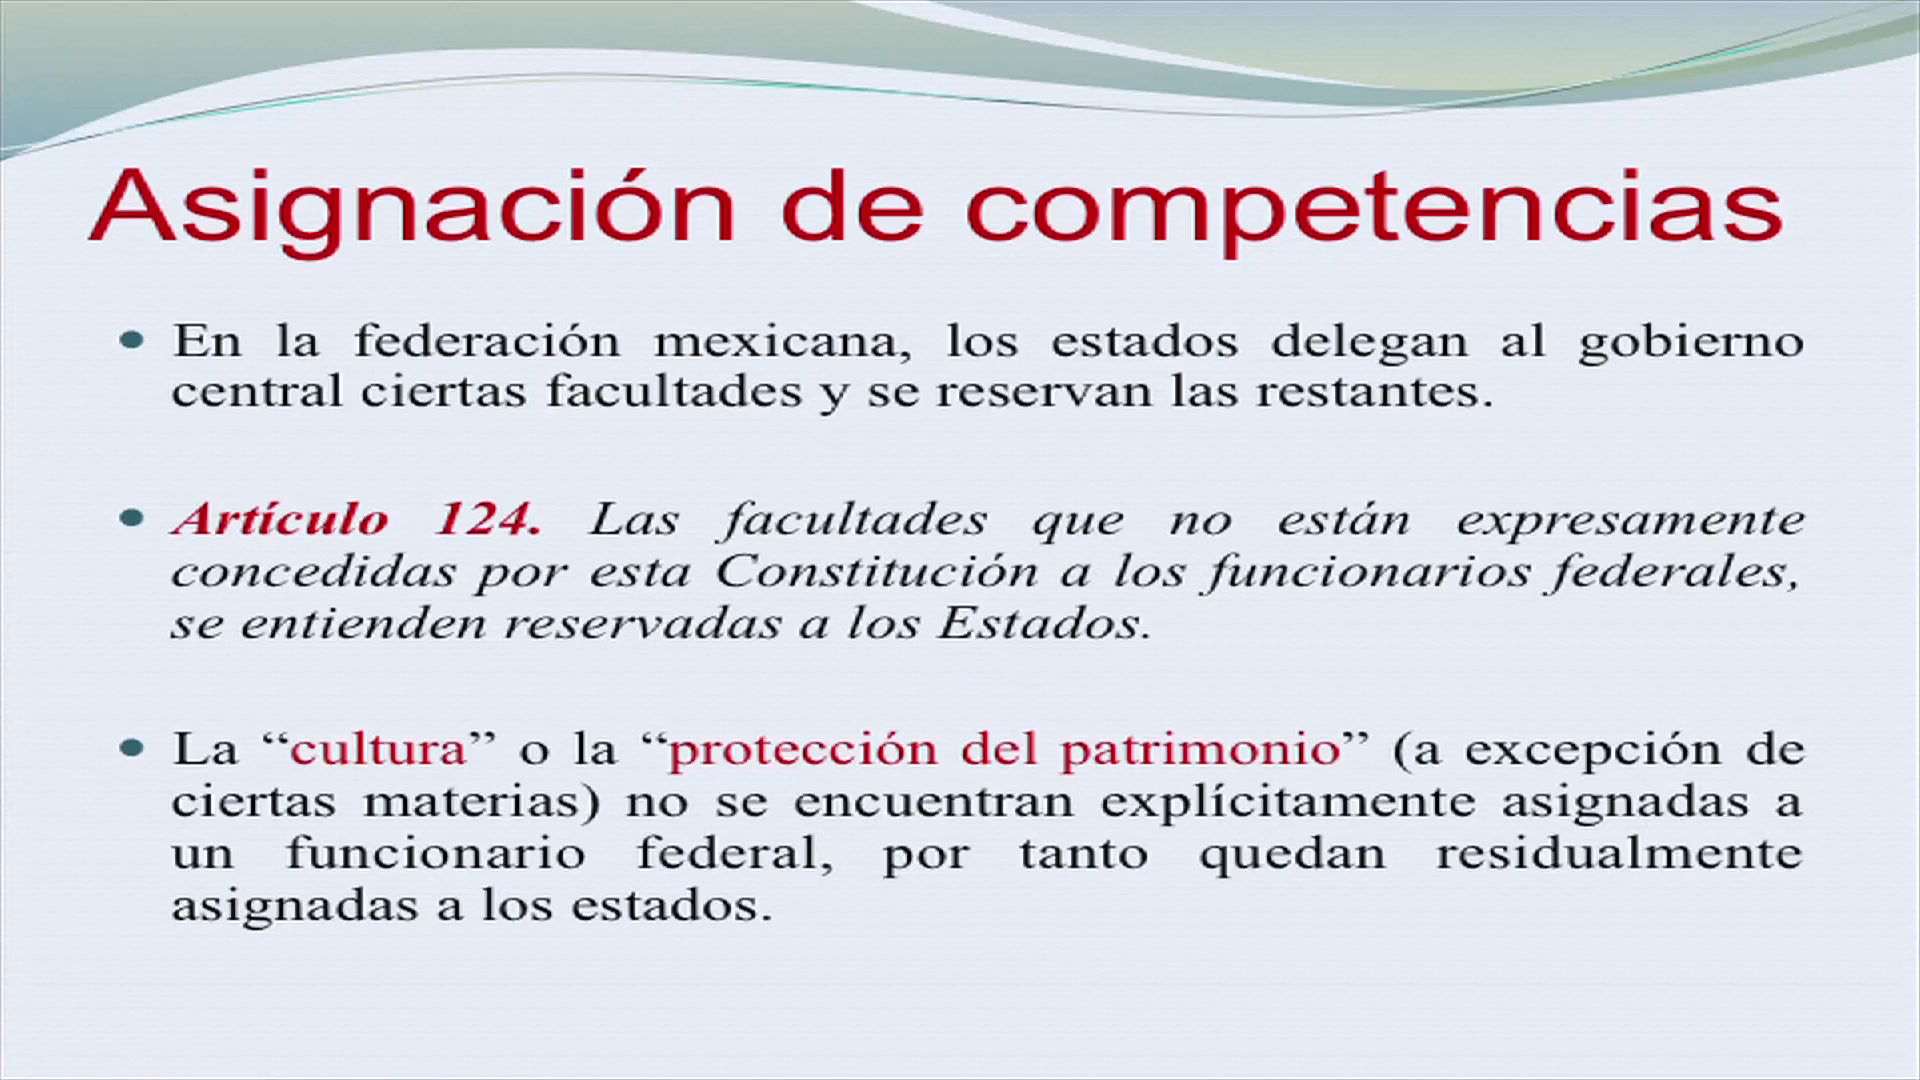 Asignación de competencias
• En la federación mexicana, los estados delegan al gobierno
central ciertas facultades y se reservan las restantes.
• Artículo 124. Las facultades que no están expresamente
concedidas por esta Constitución a los funcionarios federales,
se entienden reservadas a los Estados.
• La “cultura” o la “protección del patrimonio” (a excepción de
ciertas materias) no se encuentran explícitamente asignadas a
un funcionario federal, por tanto quedan residualmente
asignadas a los estados.